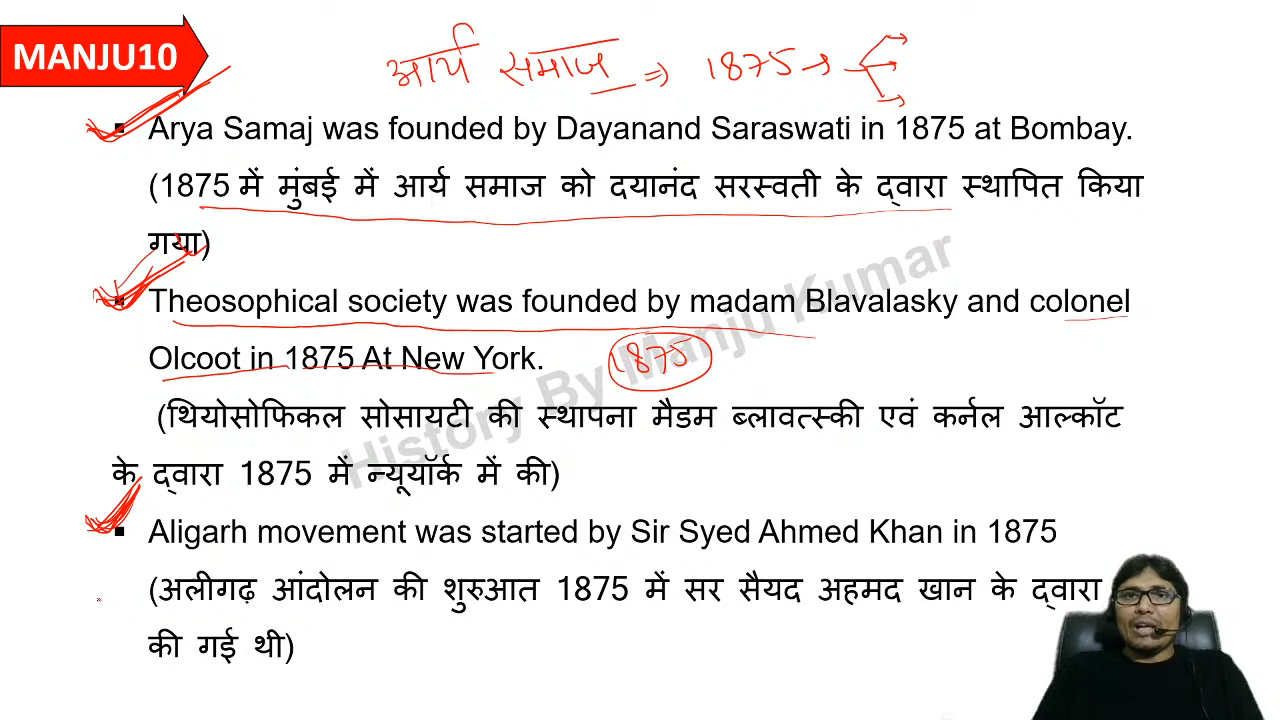 MANJU10
आर्य समाज ⇒ 1875 →
Arya Samaj was founded by Dayanand Saraswati in 1875 at Bombay.
(1875 में मुंबई में आर्य समाज को दयानंद सरस्वती के द्वारा स्थापित किया
गया)
Theosophical society was founded by madam Blavalasky and colonel
Olcoot in 1875 At New York.
1875
(थियोसोफिकल सोसायटी की स्थापना मैडम ब्लावत्स्की एवं कर्नल आल्कॉट
के द्वारा 1875 में न्यूयॉर्क में की)
Aligarh movement was started by Sir Syed Ahmed Khan in 1875
(अलीगढ़ आंदोलन की शुरुआत 1875 में सर सैयद अहमद खान के द्वारा
की गई थी)
History By Manju Kumar